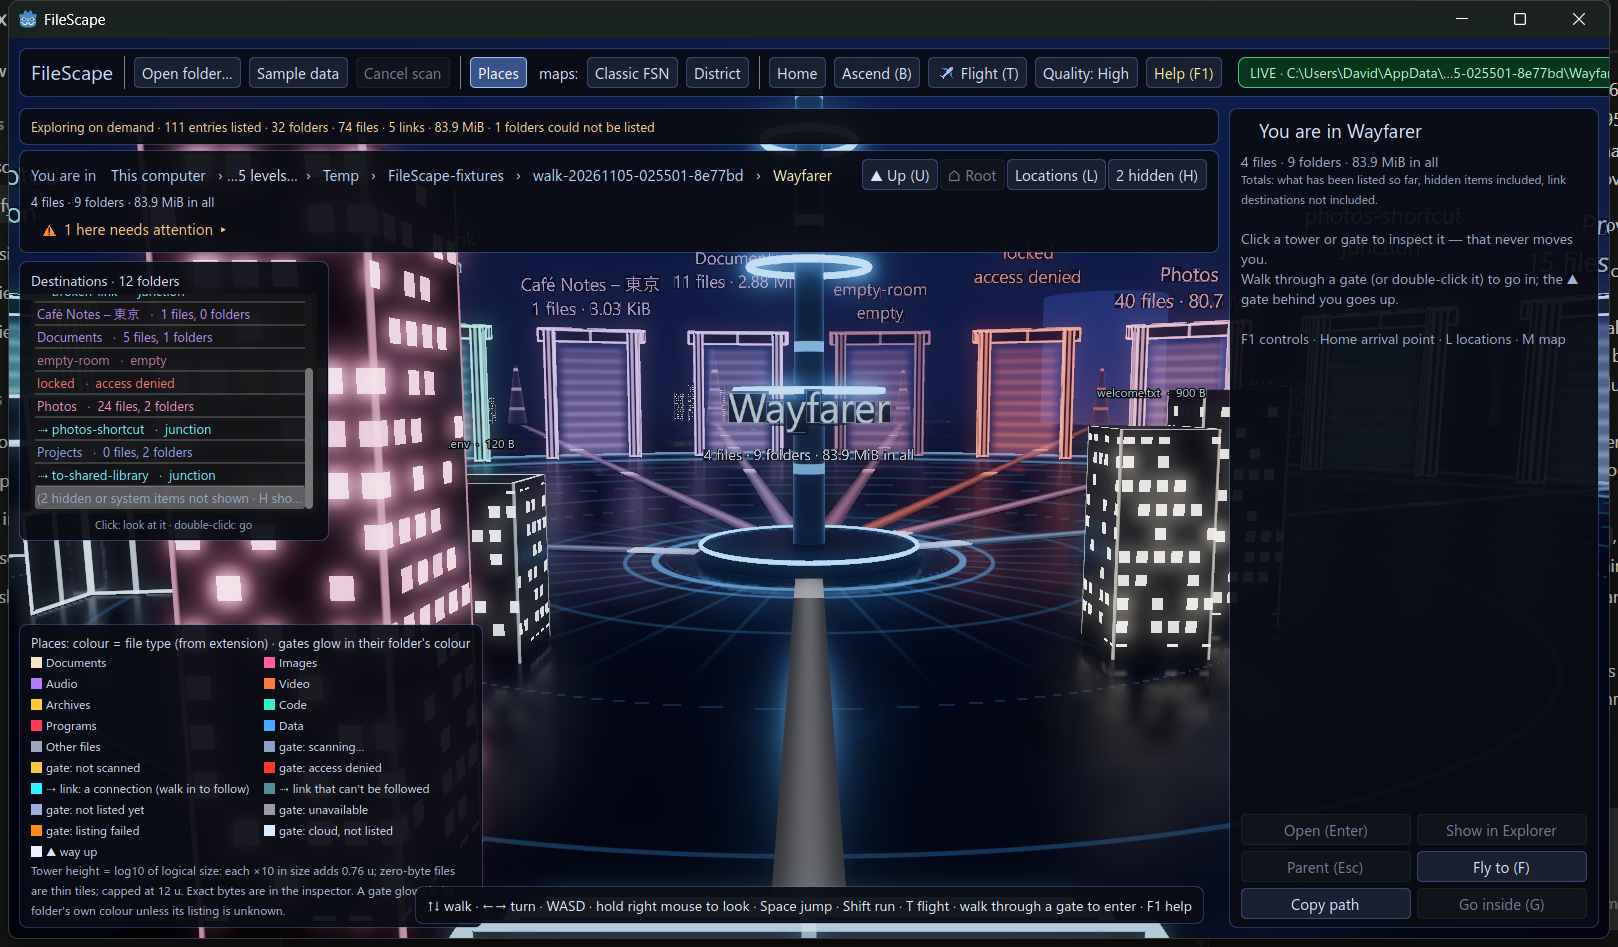 FileScape
FileScape
Open folder...
Sample data
Cancel scan
Places
maps:
Classic FSN
District
Home
Ascend (B)
Flight (T)
Quality: High
Help (F1)
LIVE · C:\Users\David\AppData\...5-025501-8e77bd\Wayfar
Exploring on demand · 111 entries listed · 32 folders · 74 files · 5 links · 83.9 MiB · 1 folders could not be listed
You are in This computer › ...5 levels... › Temp › FileScape-fixtures › walk-20261105-025501-8e77bd › Wayfarer
▲ Up (U)
Root
Locations (L)
2 hidden (H)
4 files · 9 folders · 83.9 MiB in all
1 here needs attention ▸
Destinations · 12 folders
broken-link · junction
Café Notes – 東京 · 1 files, 0 folders
Documents · 5 files, 1 folders
empty-room · empty
locked · access denied
Photos · 24 files, 2 folders
→ photos-shortcut · junction
Projects · 0 files, 2 folders
→ to-shared-library · junction
(2 hidden or system items not shown · H sho...
Click: look at it · double-click: go
Café Notes – 東京
1 files · 3.03 KiB
11 files · 2.88
empty-room
empty
locked
access denied
Photos
40 files · 80.7
.env · 120 B
welcome.txt · 900 B
Wayfarer
4 files · 9 folders · 83.9 MiB in all
You are in Wayfarer
4 files · 9 folders · 83.9 MiB in all
Totals: what has been listed so far, hidden items included, link
destinations not included.
photos-shortcut
junction
15 files
Click a tower or gate to inspect it — that never moves
you.
Walk through a gate (or double-click it) to go in; the ▲
gate behind you goes up.
F1 controls · Home arrival point · L locations · M map
Open (Enter)
Show in Explorer
Parent (Esc)
Fly to (F)
Copy path
Go inside (G)
Places: colour = file type (from extension) · gates glow in their folder's colour
Documents
Images
Audio
Video
Archives
Code
Programs
Data
Other files
gate: scanning...
gate: not scanned
gate: access denied
→ link: a connection (walk in to follow)
→ link that can't be followed
gate: not listed yet
gate: unavailable
gate: listing failed
gate: cloud, not listed
▲ way up
Tower height = log10 of logical size: each ×10 in size adds 0.76 u; zero-byte files
are thin tiles; capped at 12 u. Exact bytes are in the inspector. A gate glows
folder's own colour unless its listing is unknown.
↑↓ walk · ←→ turn · WASD · hold right mouse to look · Space jump · Shift run · T flight · walk through a gate to enter · F1 help